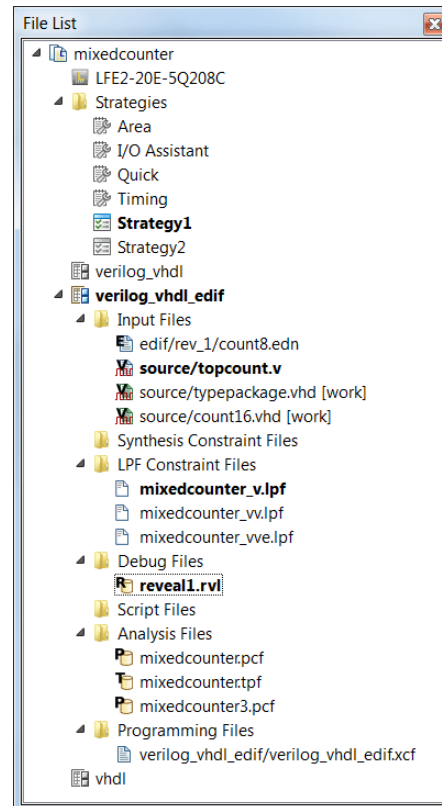 File List
mixedcounter
LFE2-20E-5Q208C
Strategies
Area
I/O Assistant
Quick
Timing
Strategy1
Strategy2
verilog_vhdl
verilog_vhdl_edif
Input Files
edif/rev_1/count8.edn
source/topcount.v
source/typepackage.vhd [work]
source/count16.vhd [work]
Synthesis Constraint Files
LPF Constraint Files
mixedcounter_v.lpf
mixedcounter_vv.lpf
mixedcounter_vve.lpf
Debug Files
reveal1.rvl
Script Files
Analysis Files
mixedcounter.pcf
mixedcounter.tpf
mixedcounter3.pcf
Programming Files
verilog_vhdl_edif/verilog_vhdl_edif.xcf
vhdl